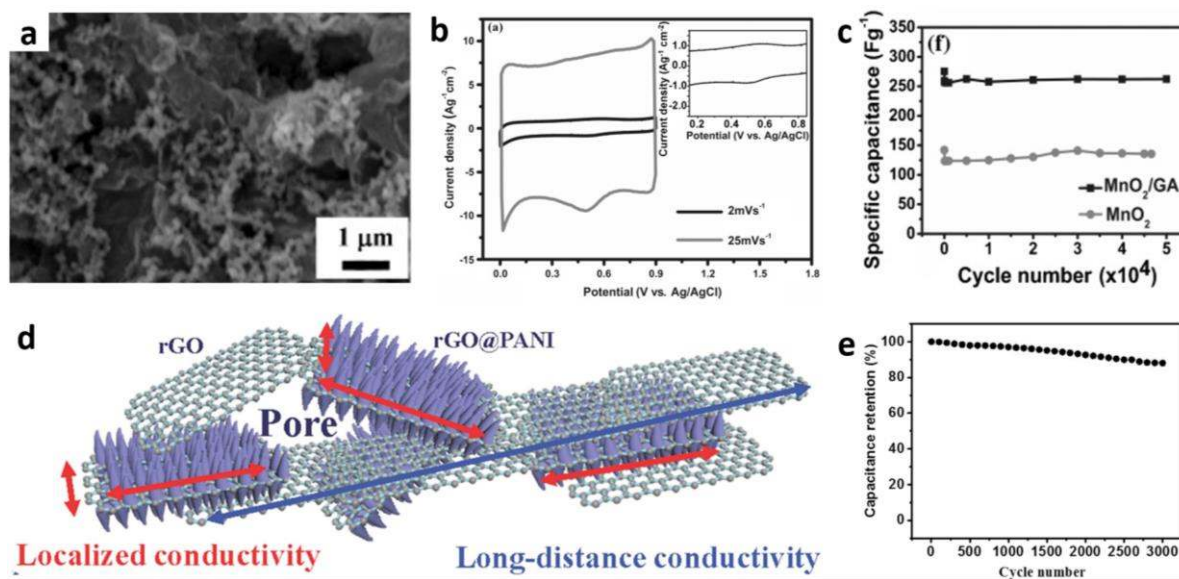 a
1 µm
b
(a)
Current density (Ag⁻¹cm⁻²)
10
5
0
-5
-10
0.0 0.3 0.6 0.9 1.2 1.5 1.8
Potential (V vs. Ag/AgCl)
2mVs⁻¹
25mVs⁻¹
Current density (Ag⁻¹ cm⁻²)
1.0
0.0
-1.0
-2.0
0.2 0.4 0.6 0.8
Potential (V vs. Ag/AgCl)
c
(f)
Specific capacitance (Fg⁻¹)
350
300
250
200
150
100
50
0
MnO₂/GA
MnO₂
0 1 2 3 4 5
Cycle number (x10⁴)
d
rGO
rGO@PANI
Pore
Localized conductivity
Long-distance conductivity
e
Capacitance retention (%)
100
80
60
40
20
0
0 500 1000 1500 2000 2500 3000
Cycle number